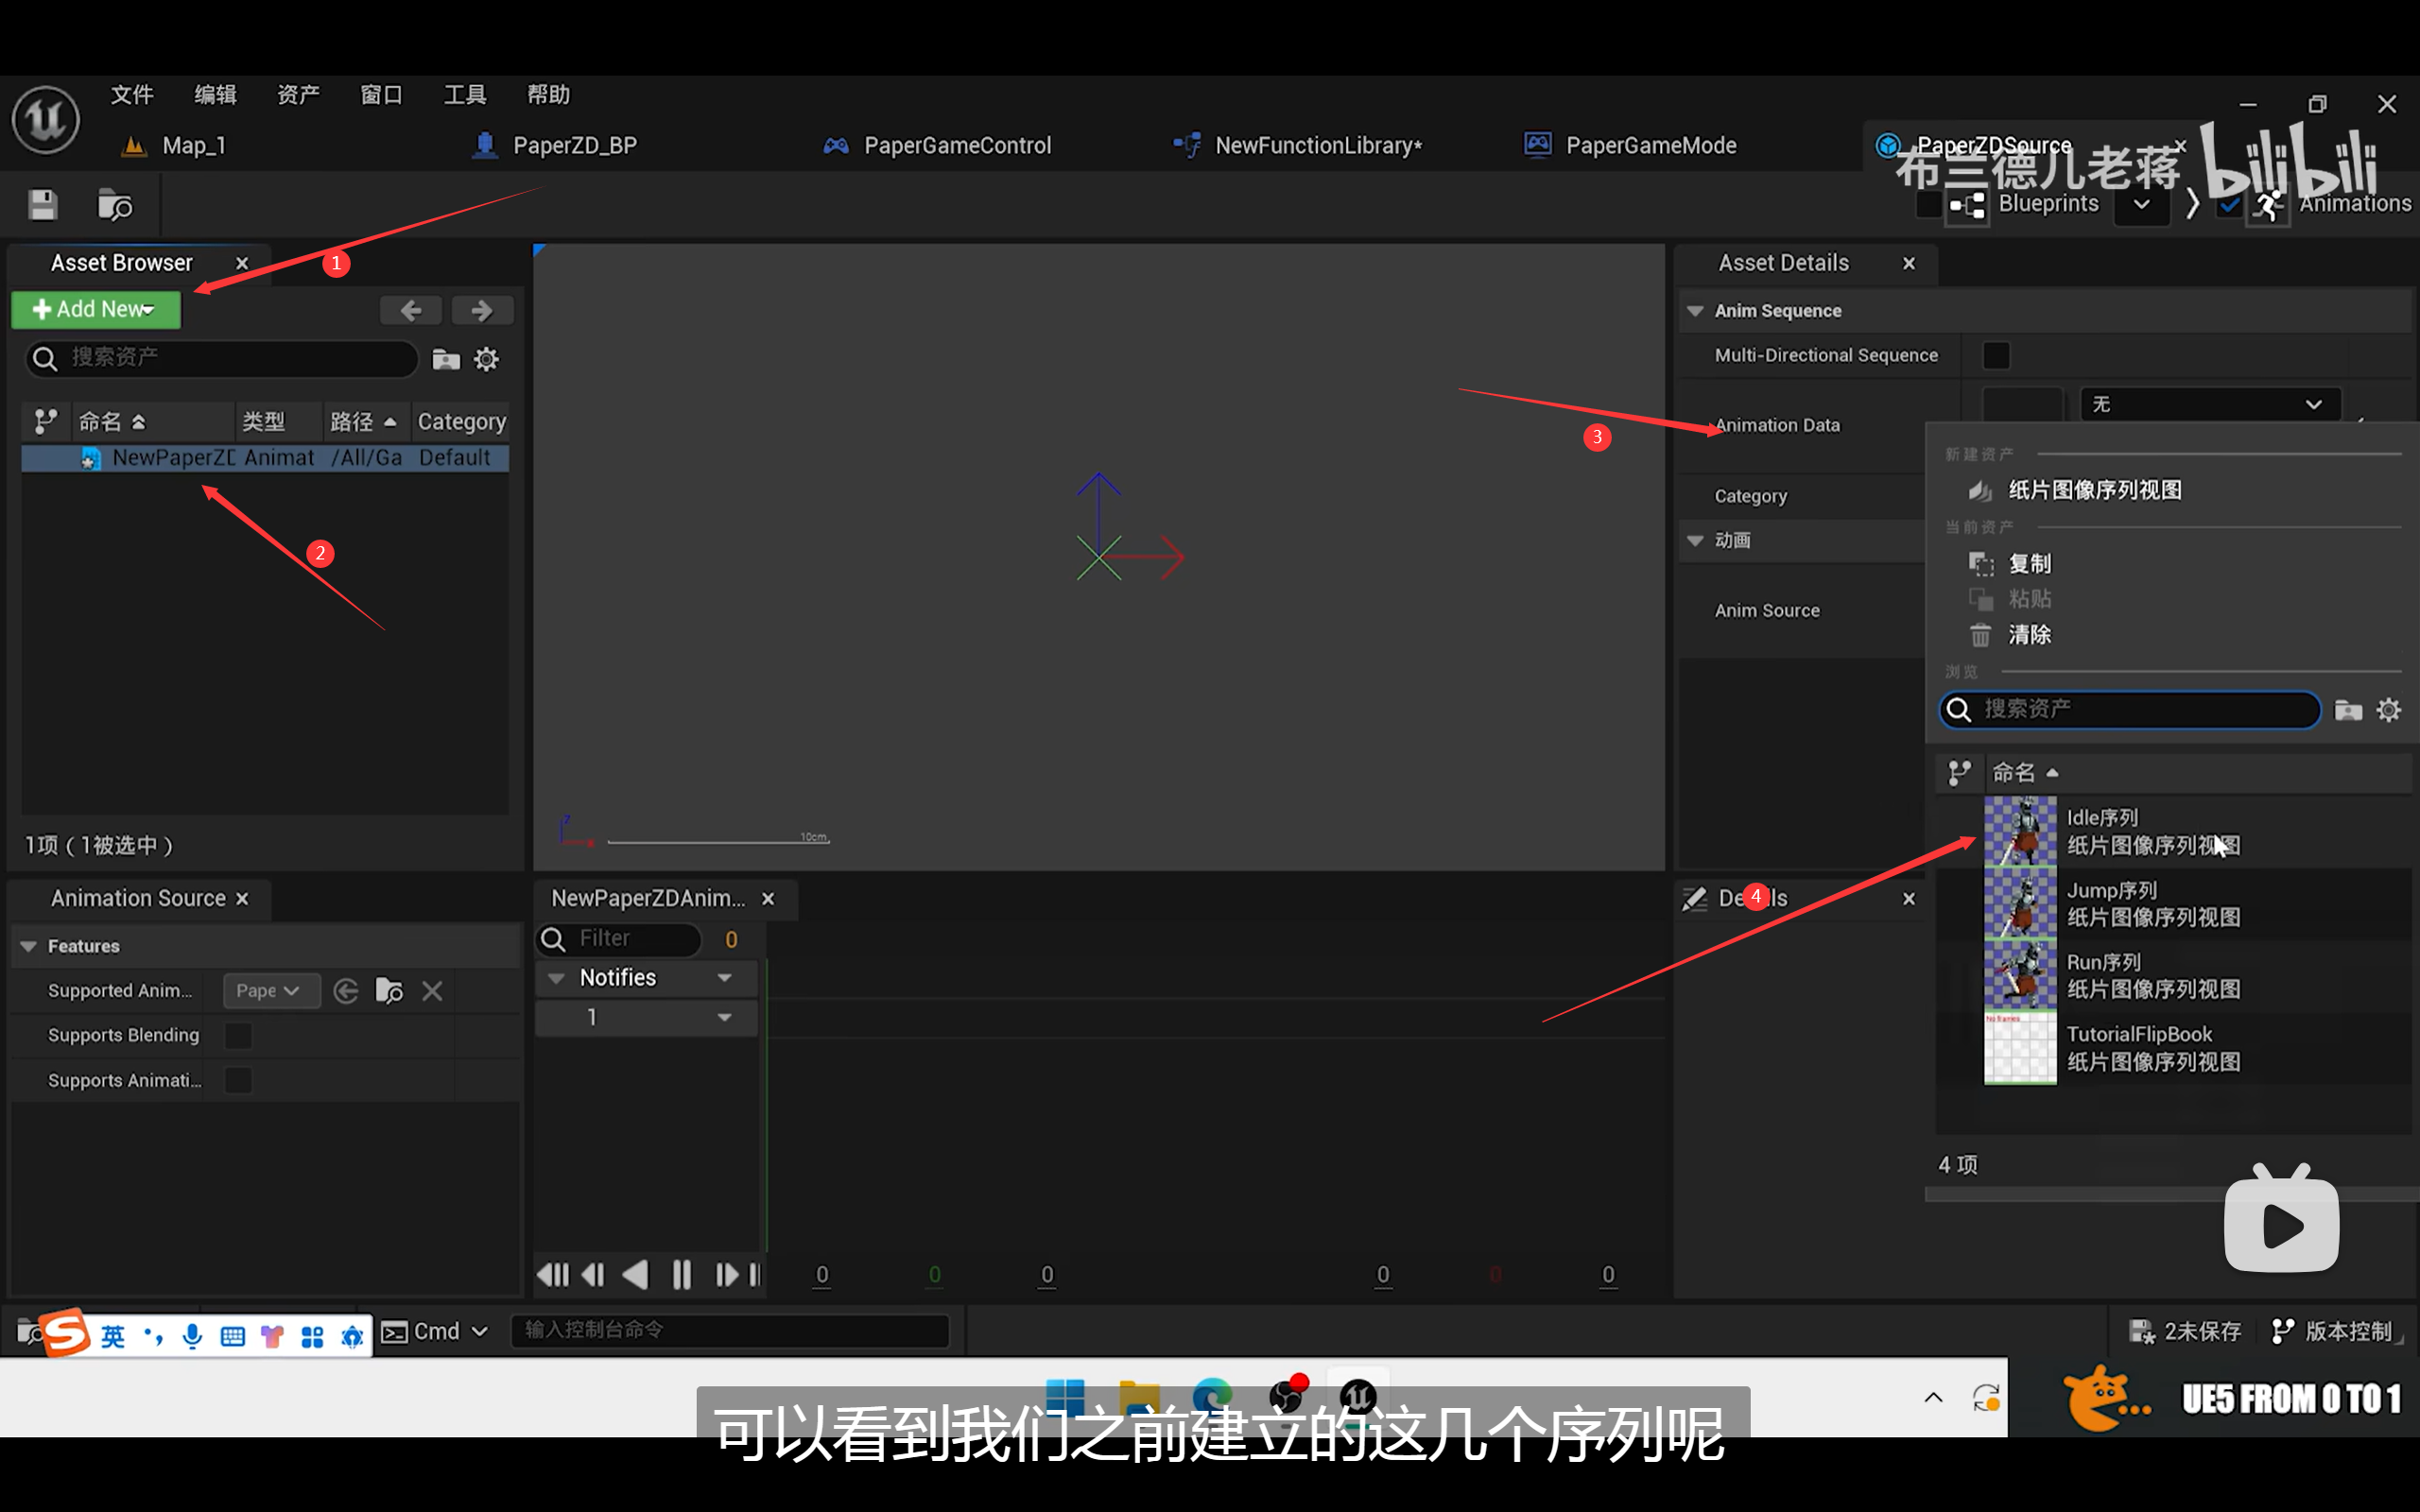 文件 编辑 资产 窗口 工具 帮助
Map_1 PaperZD_BP PaperGameControl NewFunctionLibrary* PaperGameMode PaperZDSource
布兰德儿老蒋 bilibili
Blueprints Animations
Asset Browser
1
Add New
搜索资产
命名 类型 路径 Category
NewPaperZD Animat /All/Ga Default
2
1项（1被选中）
10cm
z
Asset Details
Anim Sequence
Multi-Directional Sequence
3
Animation Data 无
Category
动画
Anim Source
新建资产
纸片图像序列视图
当前资产
复制
粘贴
清除
浏览
搜索资产
命名
Idle序列
纸片图像序列视图
Jump序列
纸片图像序列视图
Run序列
纸片图像序列视图
No frames
TutorialFlipBook
纸片图像序列视图
4 项
Animation Source
Features
Supported Anim... Pape
Supports Blending
Supports Animati...
NewPaperZDAnim...
Filter 0
Notifies
1
0 0 0 0 0 0
Details
4
英
Cmd 输入控制台命令
2未保存 版本控制
UE5 FROM 0 TO 1
可以看到我们之前建立的这几个序列呢